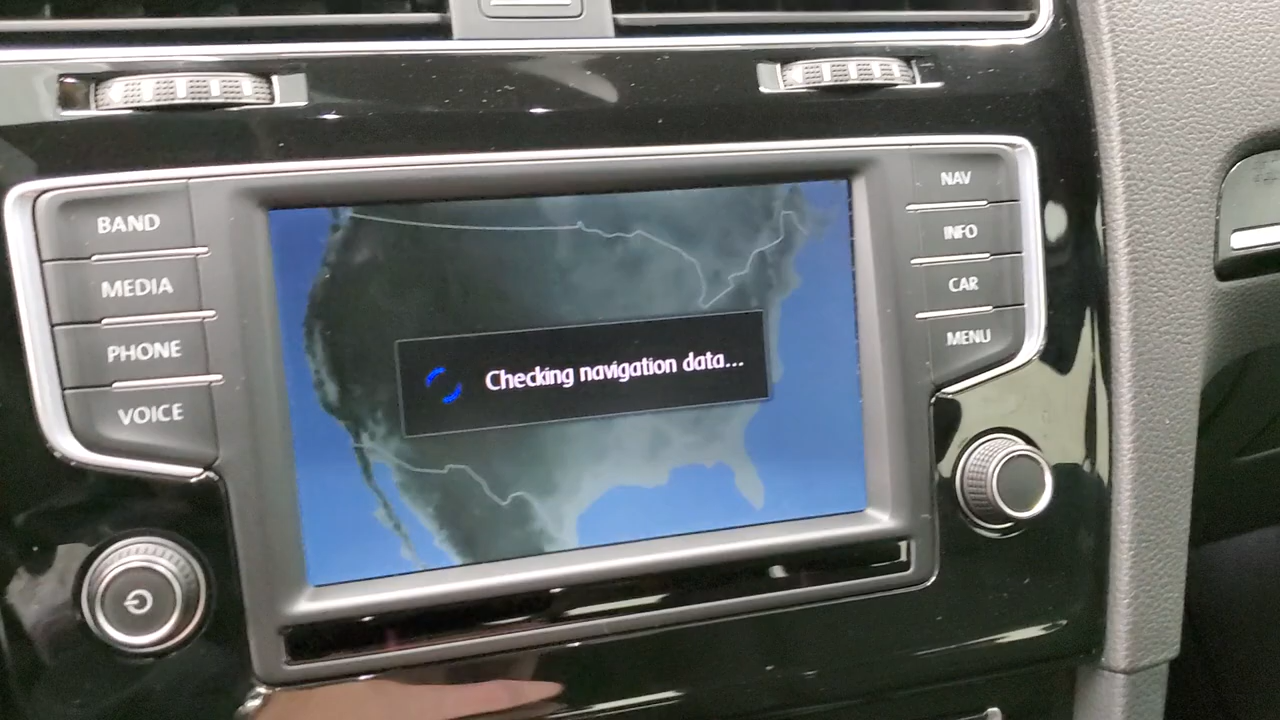 BAND
MEDIA
PHONE
VOICE
Checking navigation data...
NAV
INFO
CAR
MENU